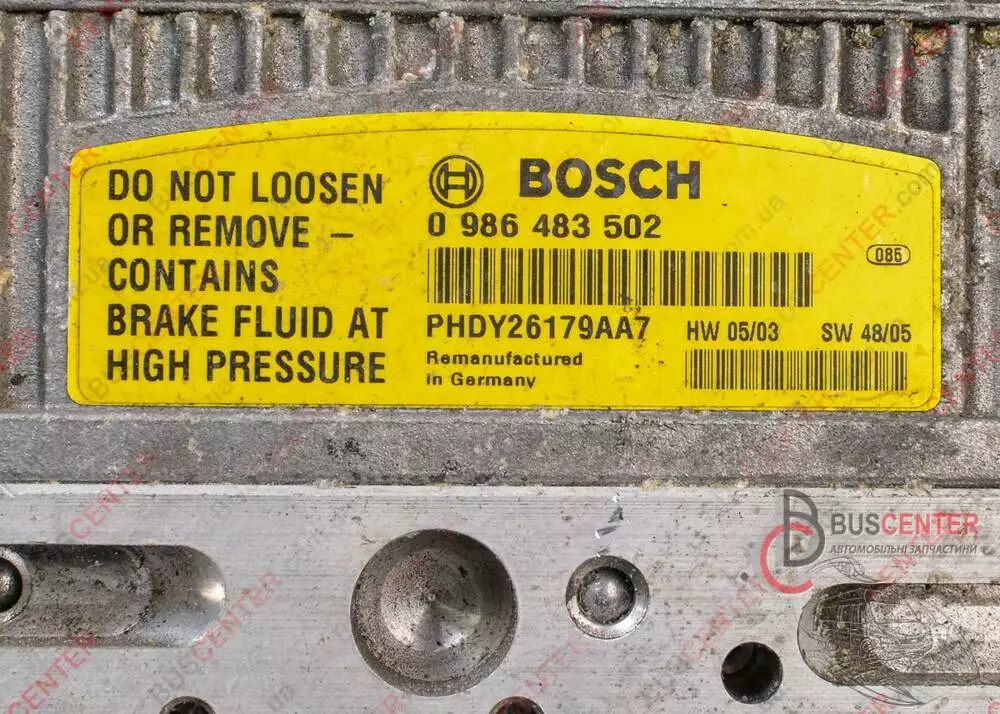 DO NOT LOOSEN
OR REMOVE –
CONTAINS
BRAKE FLUID AT
HIGH PRESSURE
BOSCH
0 986 483 502
085
PHDY26179AA7
HW 05/03
SW 48/05
Remanufactured
in Germany
BUSCENTER
АВТОМОБІЛЬНІ ЗАПЧАСТИНИ